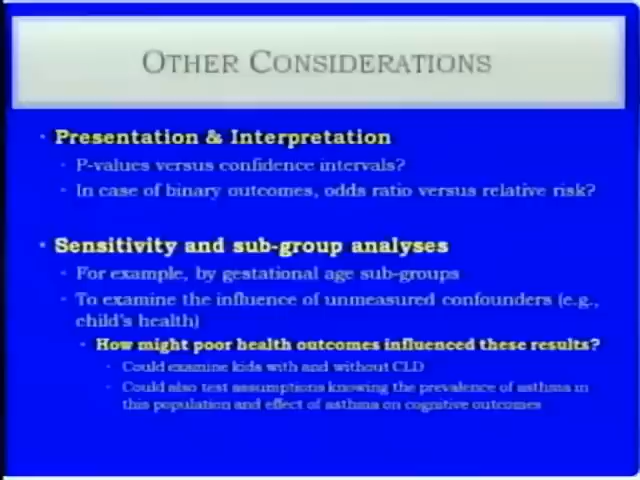 OTHER CONSIDERATIONS
Presentation & Interpretation
P-values versus confidence intervals?
In case of binary outcomes, odds ratio versus relative risk?
Sensitivity and sub-group analyses
For example, by gestational age sub-groups
To examine the influence of unmeasured confounders (e.g.,
child's health)
How might poor health outcomes influenced these results?
Could examine kids with and without CLD
Could also test assumptions knowing the prevalence of asthma in
this population and effect of asthma on cognitive outcomes